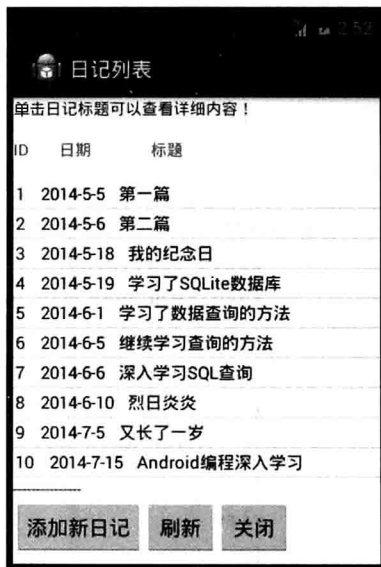 2:52
日记列表
单击日记标题可以查看详细内容！
ID 日期 标题
1 2014-5-5 第一篇
2 2014-5-6 第二篇
3 2014-5-18 我的纪念日
4 2014-5-19 学习了SQLite数据库
5 2014-6-1 学习了数据查询的方法
6 2014-6-5 继续学习查询的方法
7 2014-6-6 深入学习SQL查询
8 2014-6-10 烈日炎炎
9 2014-7-5 又长了一岁
10 2014-7-15 Android编程深入学习
--------------
添加新日记 刷新 关闭